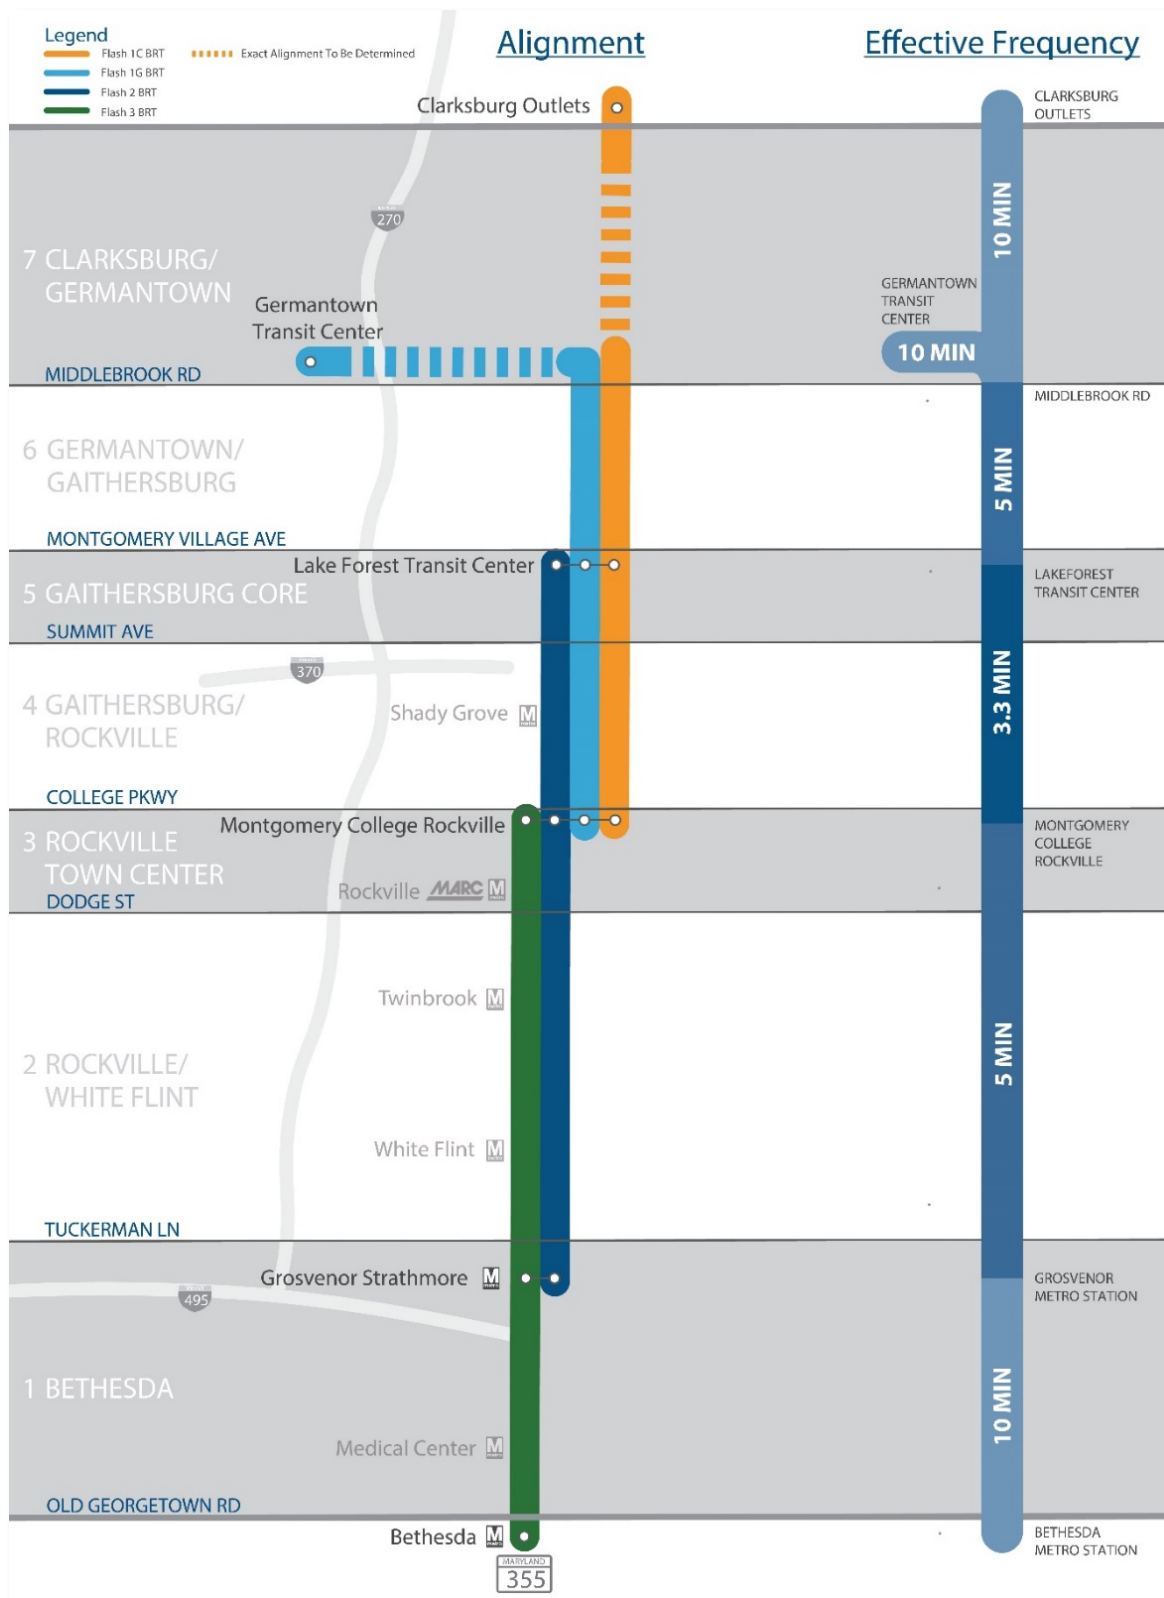 Legend
Flash 1C BRT
Exact Alignment To Be Determined
Flash 1G BRT
Flash 2 BRT
Flash 3 BRT
Alignment
Effective Frequency
Clarksburg Outlets
CLARKSBURG
OUTLETS
270
10 MIN
7 CLARKSBURG/
GERMANTOWN
Germantown
Transit Center
GERMANTOWN
TRANSIT
CENTER
10 MIN
MIDDLEBROOK RD
MIDDLEBROOK RD
6 GERMANTOWN/
GAITHERSBURG
5 MIN
MONTGOMERY VILLAGE AVE
Lake Forest Transit Center
LAKEFOREST
TRANSIT CENTER
5 GAITHERSBURG CORE
SUMMIT AVE
370
4 GAITHERSBURG/
ROCKVILLE
Shady Grove M
3.3 MIN
COLLEGE PKWY
Montgomery College Rockville
MONTGOMERY
COLLEGE
ROCKVILLE
3 ROCKVILLE
TOWN CENTER
Rockville MARC M
DODGE ST
Twinbrook M
2 ROCKVILLE/
WHITE FLINT
5 MIN
White Flint M
TUCKERMAN LN
Grosvenor Strathmore M
GROSVENOR
METRO STATION
495
1 BETHESDA
10 MIN
Medical Center M
OLD GEORGETOWN RD
Bethesda M
BETHESDA
METRO STATION
MARYLAND
355